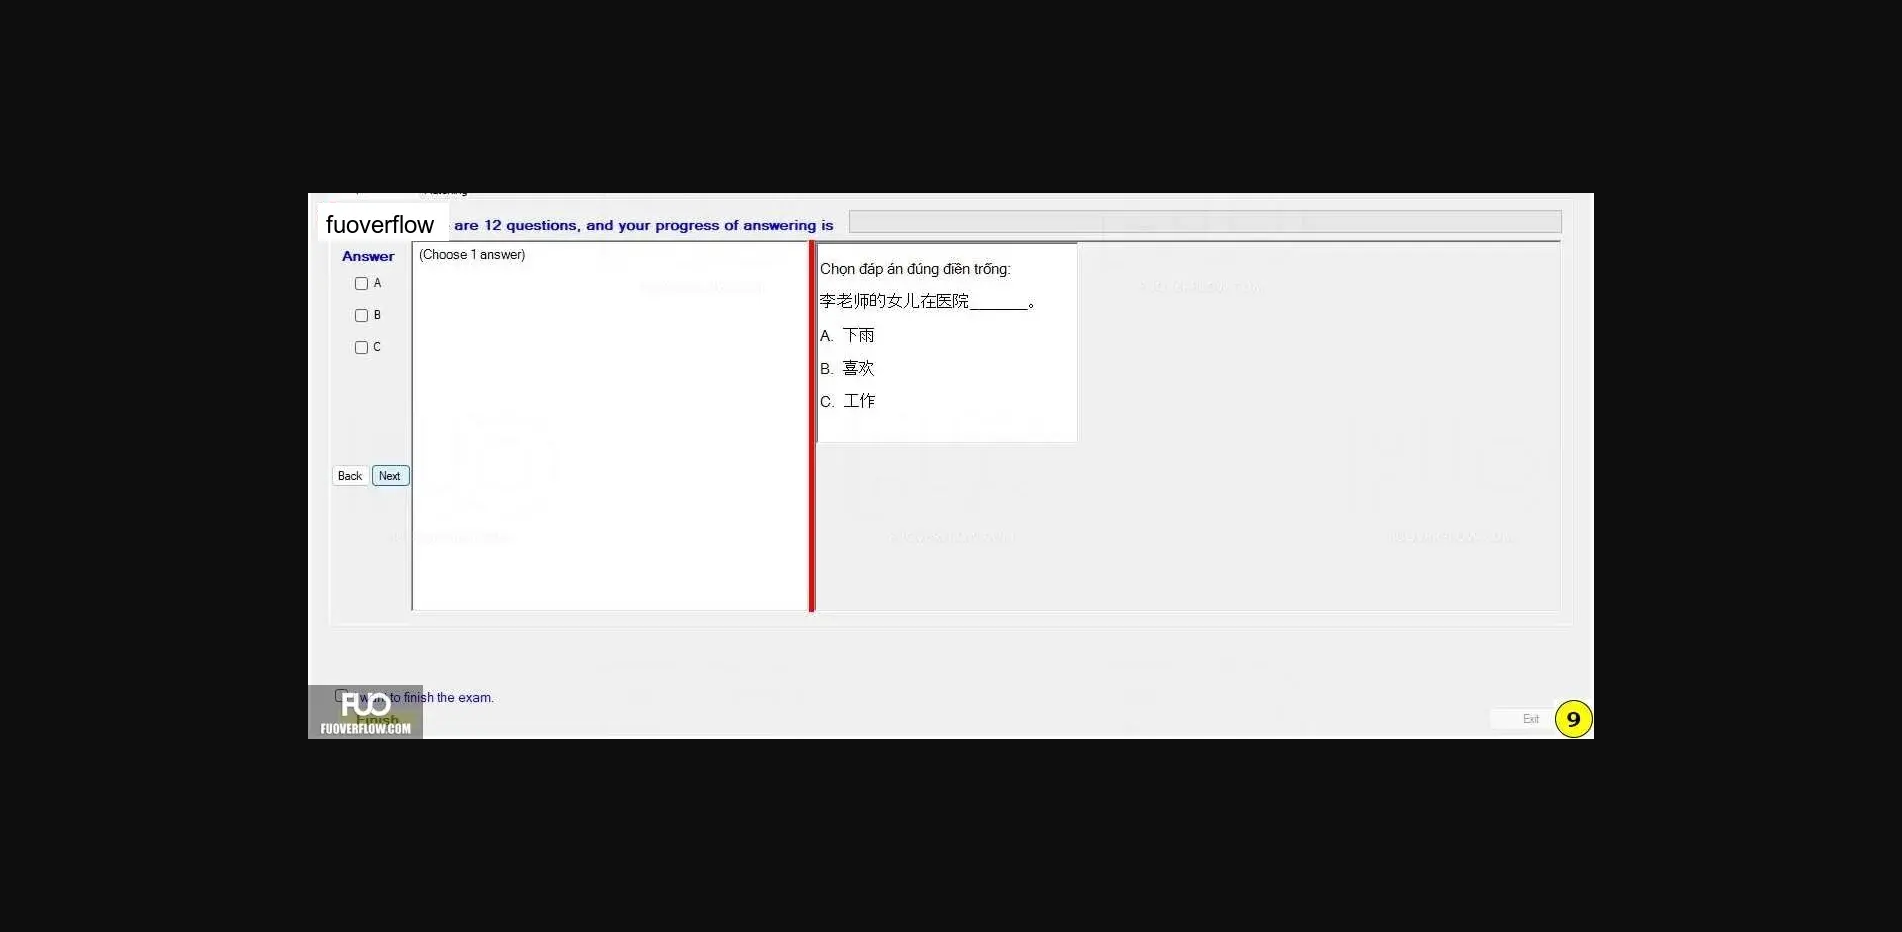 fuoverflow are 12 questions, and your progress of answering is
Answer
(Choose 1 answer)
A
B
C
Back Next
Chọn đáp án đúng điền trống:
李老师的女儿在医院_______。
A. 下雨
B. 喜欢
C. 工作
want to finish the exam.
Finish
FUO
FUOVERFLOW.COM
Exit
9